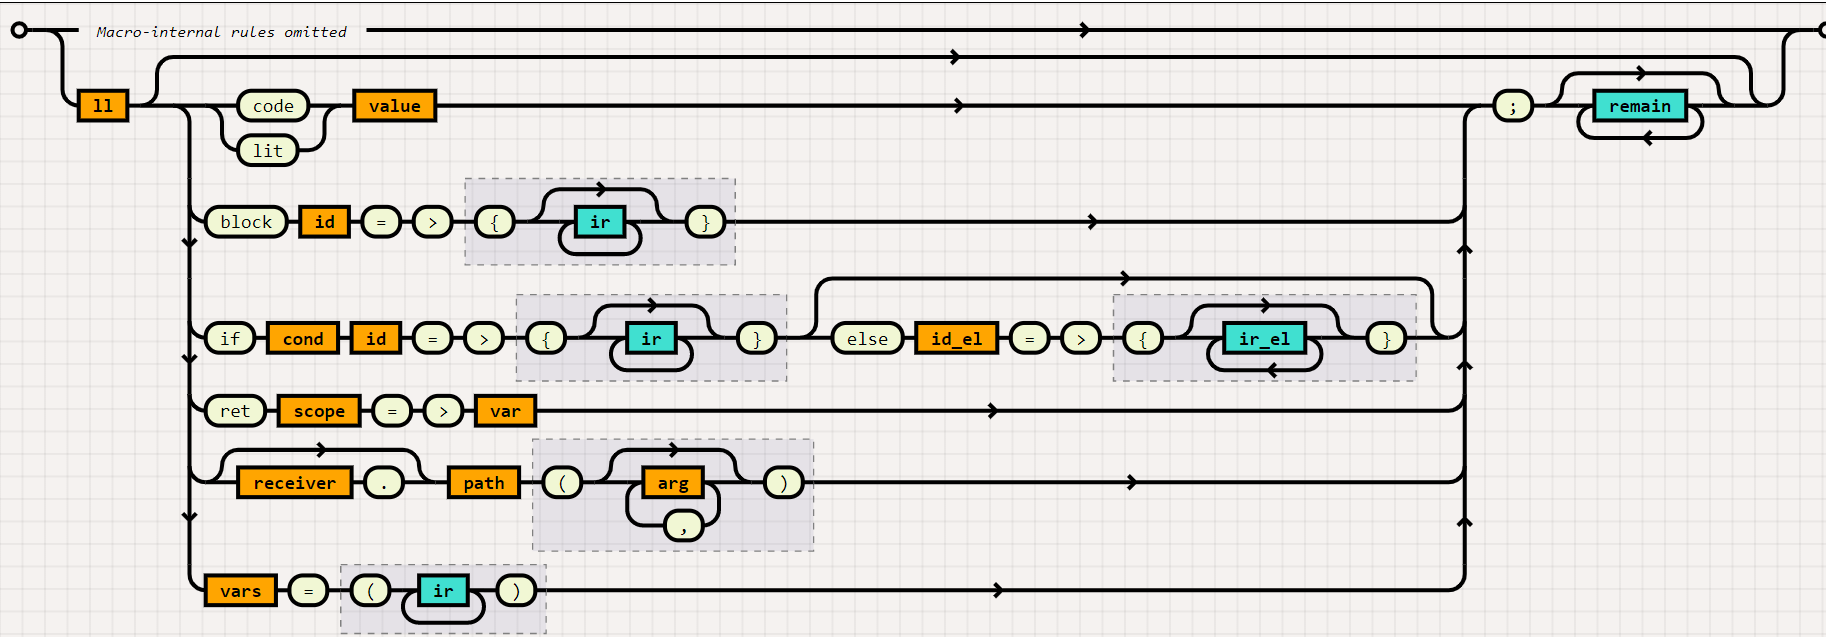 Macro-internal rules omitted
ll code value ; remain
lit
block id = > { ir }
if cond id = > { ir } else id_el = > { ir_el }
ret scope = > var
receiver . path ( arg )
,
vars = ( ir )